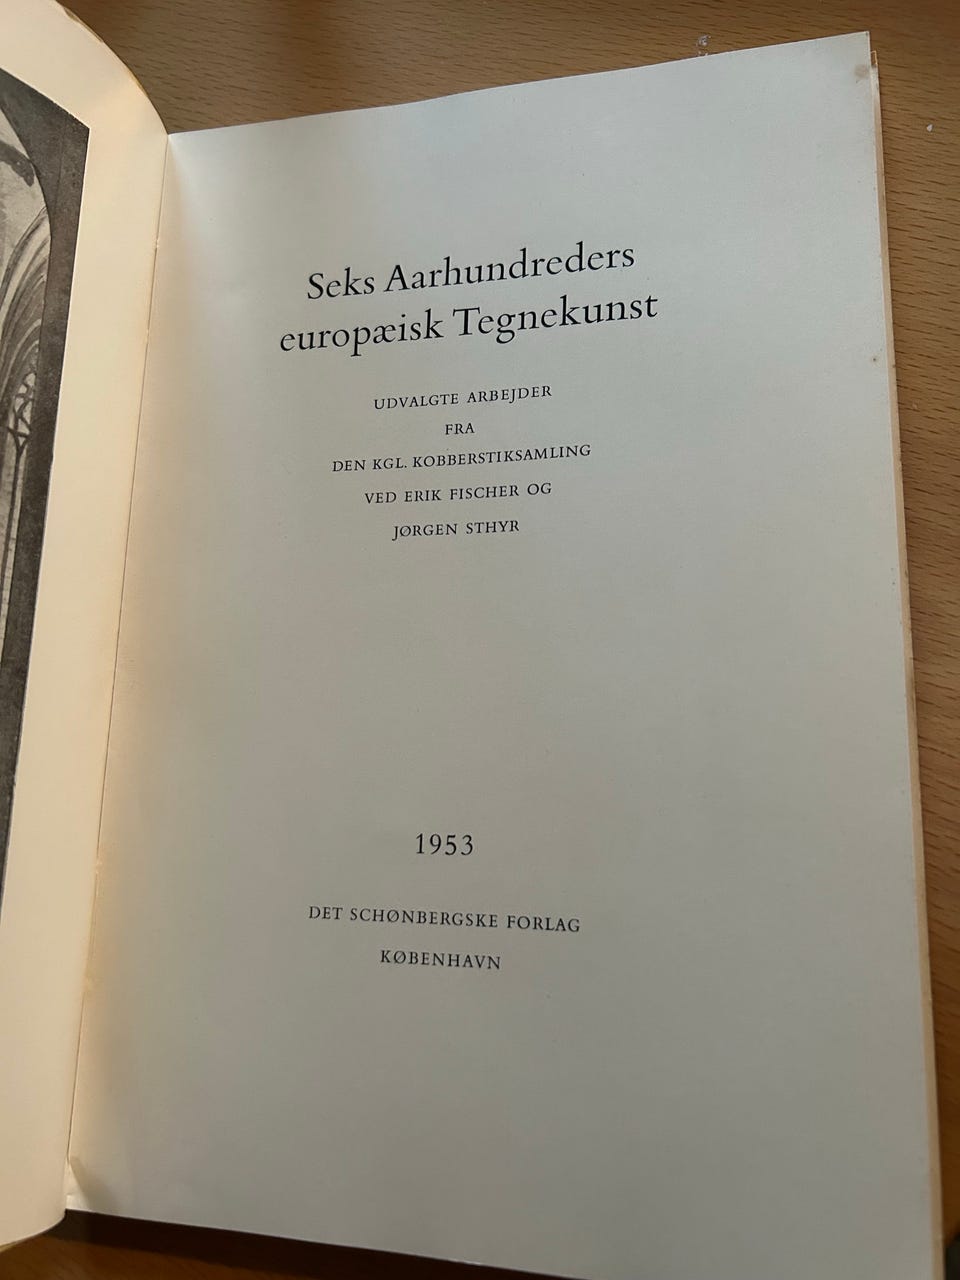 Seks Aarhundreders
europæisk Tegnekunst
UDVALGTE ARBEJDER
FRA
DEN KGL. KOBBERSTIKSAMLING
VED ERIK FISCHER OG
JØRGEN STHYR
1953
DET SCHØNBERGSKE FORLAG
KØBENHAVN